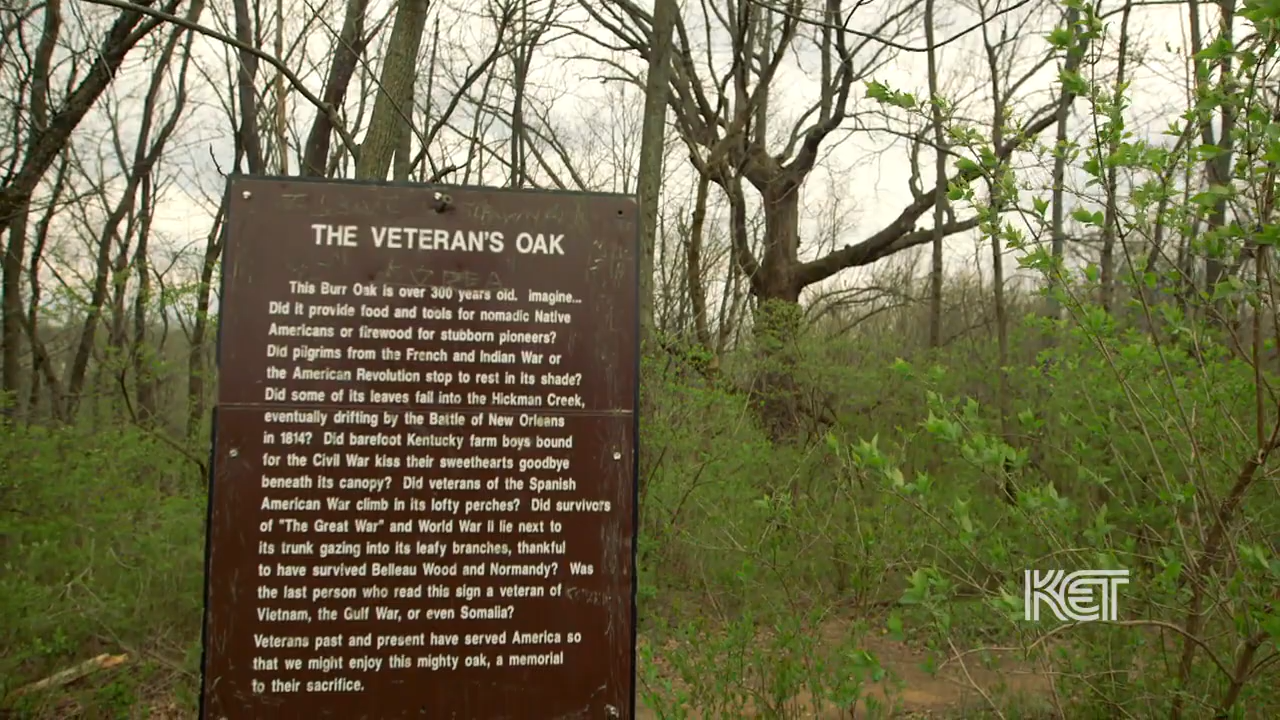 THE VETERAN'S OAK
KOREA
This Burr Oak is over 300 years old. imagine...
Did it provide food and tools for nomadic Native
Americans or firewood for stubborn pioneers?
Did pilgrims from the French and Indian War or
the American Revolution stop to rest in its shade?
Did some of its leaves fall into the Hickman Creek,
eventually drifting by the Battle of New Orleans
in 1814? Did barefoot Kentucky farm boys bound
for the Civil War kiss their sweethearts goodbye
beneath its canopy? Did veterans of the Spanish
American War climb in its lofty perches? Did survivors
of "The Great War" and World War II lie next to
its trunk gazing into its leafy branches, thankful
to have survived Belleau Wood and Normandy? Was
the last person who read this sign a veteran of
Vietnam, the Gulf War, or even Somalia?
Veterans past and present have served America so
that we might enjoy this mighty oak, a memorial
to their sacrifice.
KET